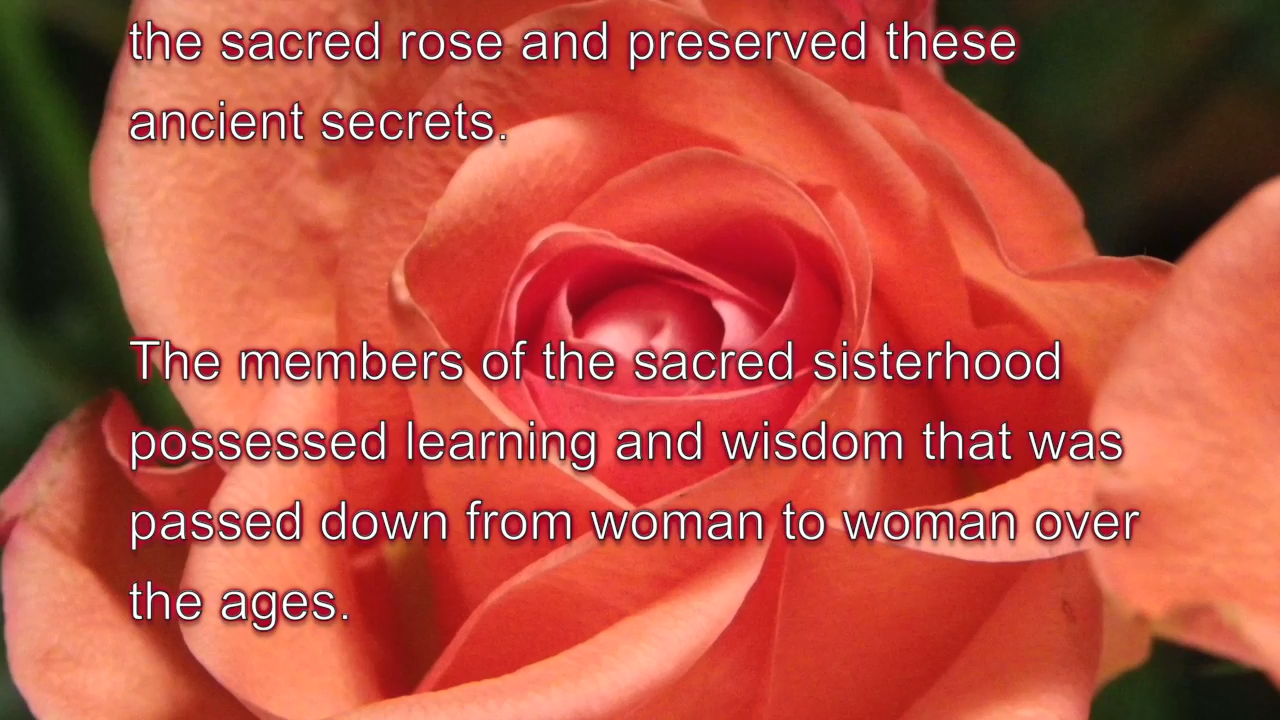 the sacred rose and preserved these
ancient secrets.
The members of the sacred sisterhood
possessed learning and wisdom that was
passed down from woman to woman over
the ages.